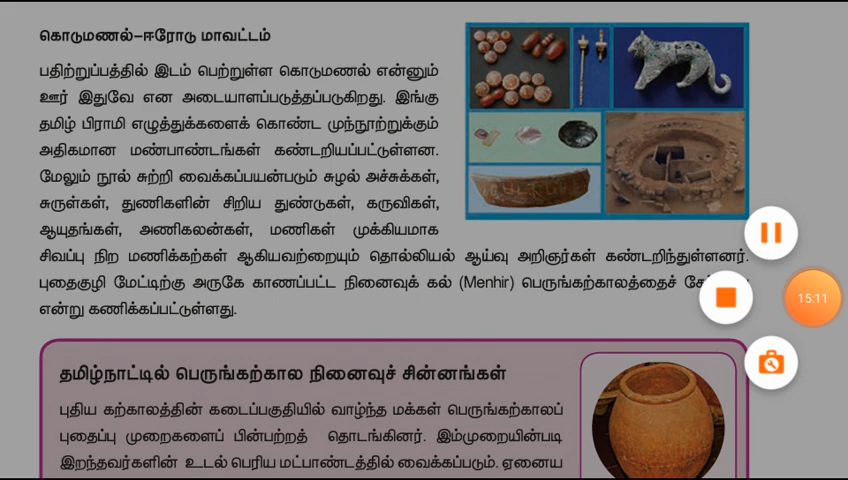 கொடுமணல்–ஈரோடு மாவட்டம்
பதிற்றுப்பத்தில் இடம் பெற்றுள்ள கொடுமணல் என்னும்
ஊர் இதுவே என அடையாளப்படுத்தப்படுகிறது. இங்கு
தமிழ் பிராமி எழுத்துக்களைக் கொண்ட முந்நூற்றுக்கும்
அதிகமான மண்பாண்டங்கள் கண்டறியப்பட்டுள்ளன.
மேலும் நூல் சுற்றி வைக்கப்பயன்படும் சுழல் அச்சுக்கள்,
சுருள்கள், துணிகளின் சிறிய துண்டுகள், கருவிகள்,
ஆயுதங்கள், அணிகலன்கள், மணிகள் முக்கியமாக
சிவப்பு நிற மணிக்கற்கள் ஆகியவற்றையும் தொல்லியல் ஆய்வு அறிஞர்கள் கண்டறிந்துள்ளனர்.
புதைகுழி மேட்டிற்கு அருகே காணப்பட்ட நினைவுக் கல் (Menhir) பெருங்கற்காலத்தைச்
என்று கணிக்கப்பட்டுள்ளது.
15:11
தமிழ்நாட்டில் பெருங்கற்கால நினைவுச் சின்னங்கள்
புதிய கற்காலத்தின் கடைப்பகுதியில் வாழ்ந்த மக்கள் பெருங்கற்காலப்
புதைப்பு முறைகளைப் பின்பற்றத் தொடங்கினர். இம்முறையின்படி
இறந்தவர்களின் உடல் பெரிய மட்பாண்டத்தில் வைக்கப்படும். ஏனைய